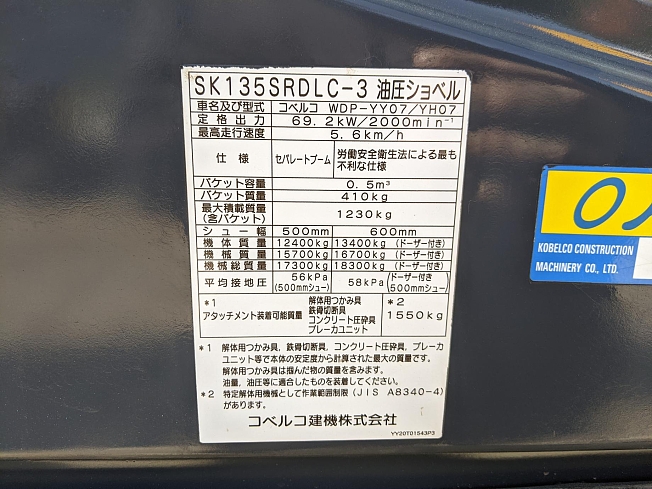 SK135SRDLC-3 油圧ショベル
車名及び型式 コベルコ WDP-YY07/YH07
定格出力 69.2kW/2000min⁻¹
最高走行速度 5.6km/h
仕様 セパレートブーム 労働安全衛生法による最も
不利な仕様
バケット容量 0.5m³
バケット質量 410kg
最大積載質量
(含バケット) 1230kg
シュー幅 500mm 600mm
機体質量 12400kg 13400kg (ドーザー付き)
機械質量 15700kg 16700kg (ドーザー付き)
機械総質量 17300kg 18300kg (ドーザー付き)
平均接地圧 56kPa (500mmシュー) 58kPa (ドーザー付き 500mmシュー)
*1
アタッチメント装着可能質量
解体用つかみ具
鉄骨切断具
コンクリート圧砕具
ブレーカユニット
*2
1550kg
*1 解体用つかみ具、鉄骨切断具、コンクリート圧砕具、ブレーカ
ユニット等で本体の安定度から計算された最大の質量です。
解体用つかみ具は掴んだ物の質量を含みます。
油量,油圧等に適合したものを装着してください。
*2 特定解体用機械として作業範囲制限(JIS A8340-4)
があります。
コベルコ建機株式会社
YY20T01543P3
KOBELCO CONSTRUCTION
MACHINERY CO., LTD.